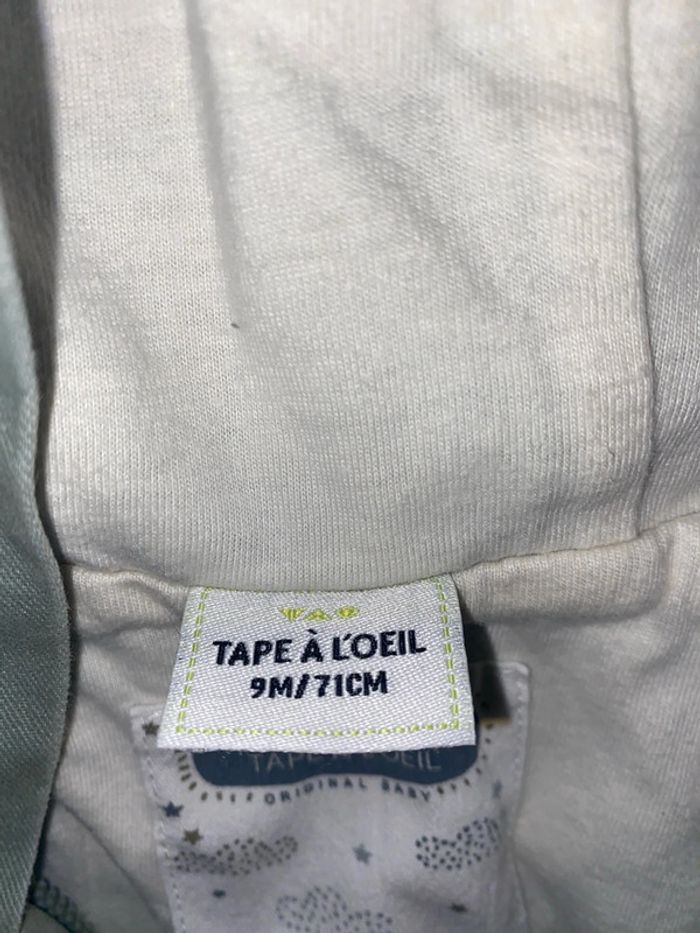 TAPE À L'OEIL
9M/71CM
TAPE À L'OEIL
ORIGINAL BABY